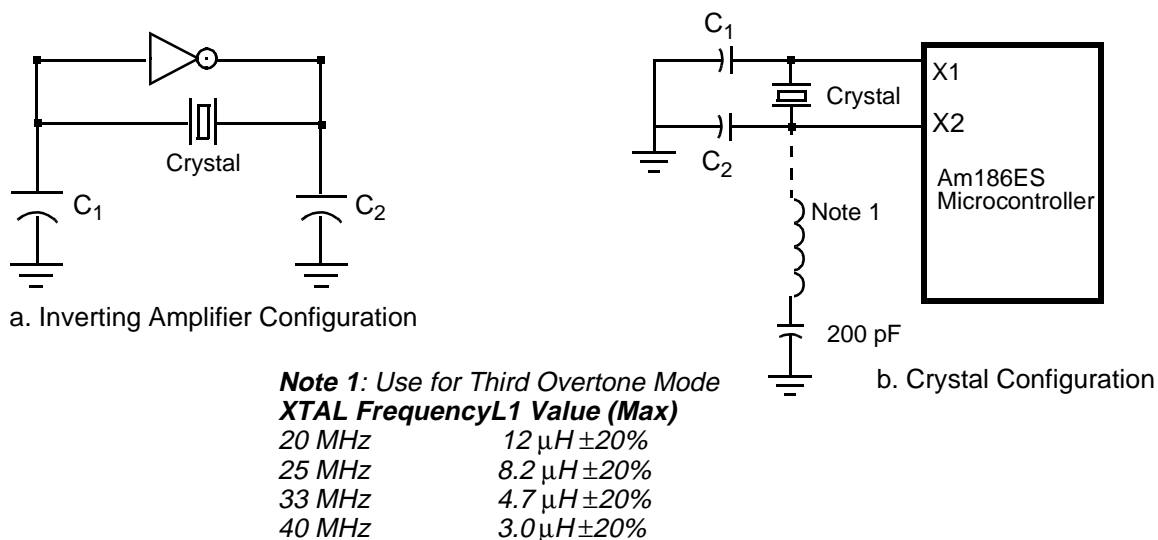 C1
X1
Crystal
X2
C2
Am186ES
Microcontroller
Note 1
200 pF
Crystal
C1
C2
a. Inverting Amplifier Configuration
b. Crystal Configuration
Note 1: Use for Third Overtone Mode
XTAL FrequencyL1 Value (Max)
20 MHz 12 µH ±20%
25 MHz 8.2 µH ±20%
33 MHz 4.7 µH ±20%
40 MHz 3.0 µH ±20%